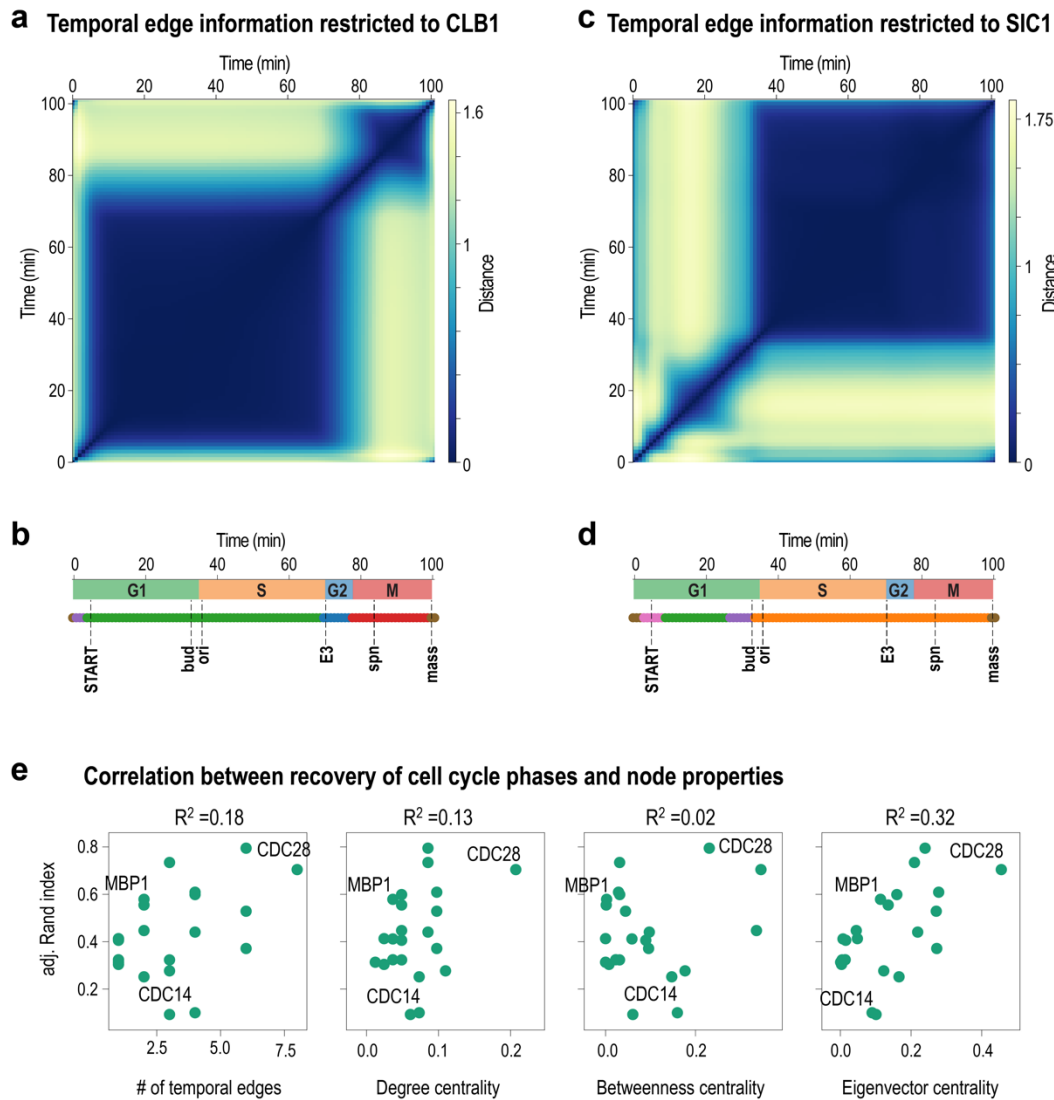 a Temporal edge information restricted to CLB1
Time (min)
0 20 40 60 80 100
100
80
60
40
20
0
Time (min)
1.6
1
0
Distance
c Temporal edge information restricted to SIC1
Time (min)
0 20 40 60 80 100
100
80
60
40
20
0
Time (min)
1.75
1
0
Distance
b
Time (min)
0 20 40 60 80 100
G1 S G2 M
START bud ori E3 spn mass
d
Time (min)
0 20 40 60 80 100
G1 S G2 M
START bud ori E3 spn mass
e Correlation between recovery of cell cycle phases and node properties
R² =0.18
CDC28
MBP1
CDC14
0.8
0.6
0.4
0.2
adj. Rand index
2.5 5.0 7.5
# of temporal edges
R² =0.13
CDC28
MBP1
CDC14
0.0 0.2
Degree centrality
R² =0.02
CDC28
MBP1
CDC14
0.0 0.2
Betweenness centrality
R² =0.32
CDC28
MBP1
CDC14
0.0 0.2 0.4
Eigenvector centrality